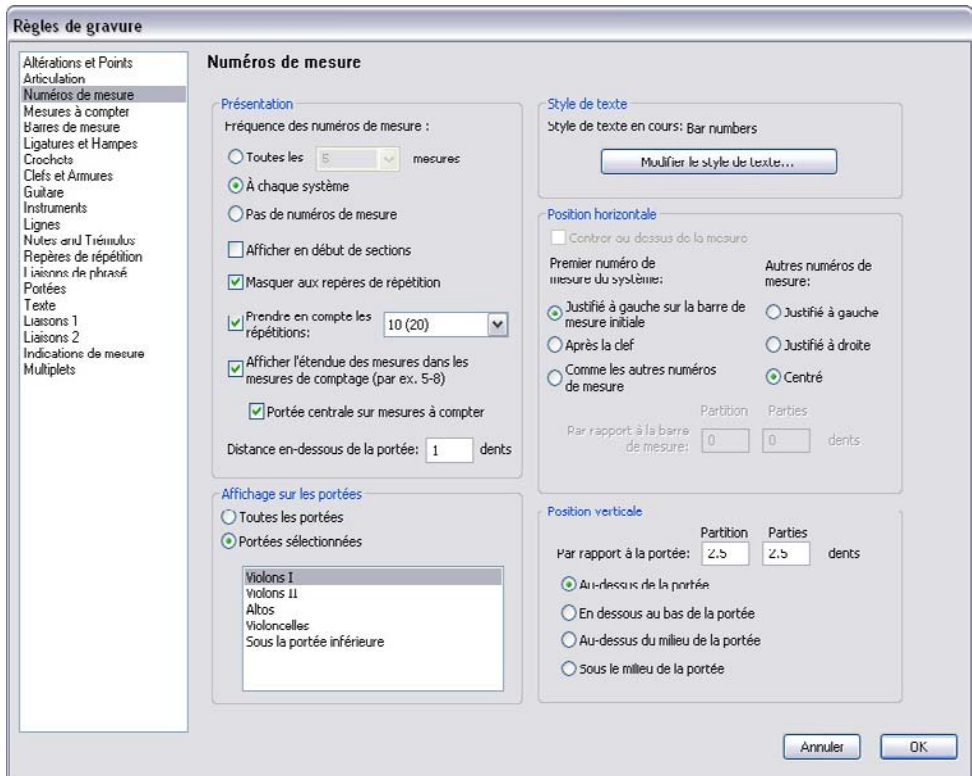 Règles de gravure
Altérations et Points
Articulation
Numéros de mesure
Mesures à compter
Barres de mesure
Ligatures et Hampes
Crochets
Clefs et Armures
Guitare
Instruments
Lignes
Notes and Trémolos
Repères de répétition
Liaisons de phrasé
Portées
Texte
Liaisons 1
Liaisons 2
Indications de mesure
Multiplets
Numéros de mesure
Présentation
Fréquence des numéros de mesure :
Toutes les 5 mesures
À chaque système
Pas de numéros de mesure
Afficher en début de sections
Masquer aux repères de répétition
Prendre en compte les
répétitions: 10 (20)
Afficher l'étendue des mesures dans les
mesures de comptage (par ex. 5-8)
Portée centrale sur mesures à compter
Distance en-dessous de la portée: 1 dents
Affichage sur les portées
Toutes les portées
Portées sélectionnées
Violons I
Violons II
Altos
Violoncelles
Sous la portée inférieure
Style de texte
Style de texte en cours: Bar numbers
Modifier le style de texte...
Position horizontale
Centrer au dessus de la mesure
Premier numéro de
mesure du système:
Justifié à gauche sur la barre de
mesure initiale
Après la clef
Comme les autres numéros
de mesure
Autres numéros de
mesure:
Justifié à gauche
Justifié à droite
Centré
Partition Parties
Par rapport à la barre
de mesure: 0 0 dents
Position verticale
Partition Parties
Par rapport à la portée: 2.5 2.5 dents
Au-dessus de la portée
En dessous au bas de la portée
Au-dessus du milieu de la portée
Sous le milieu de la portée
Annuler OK